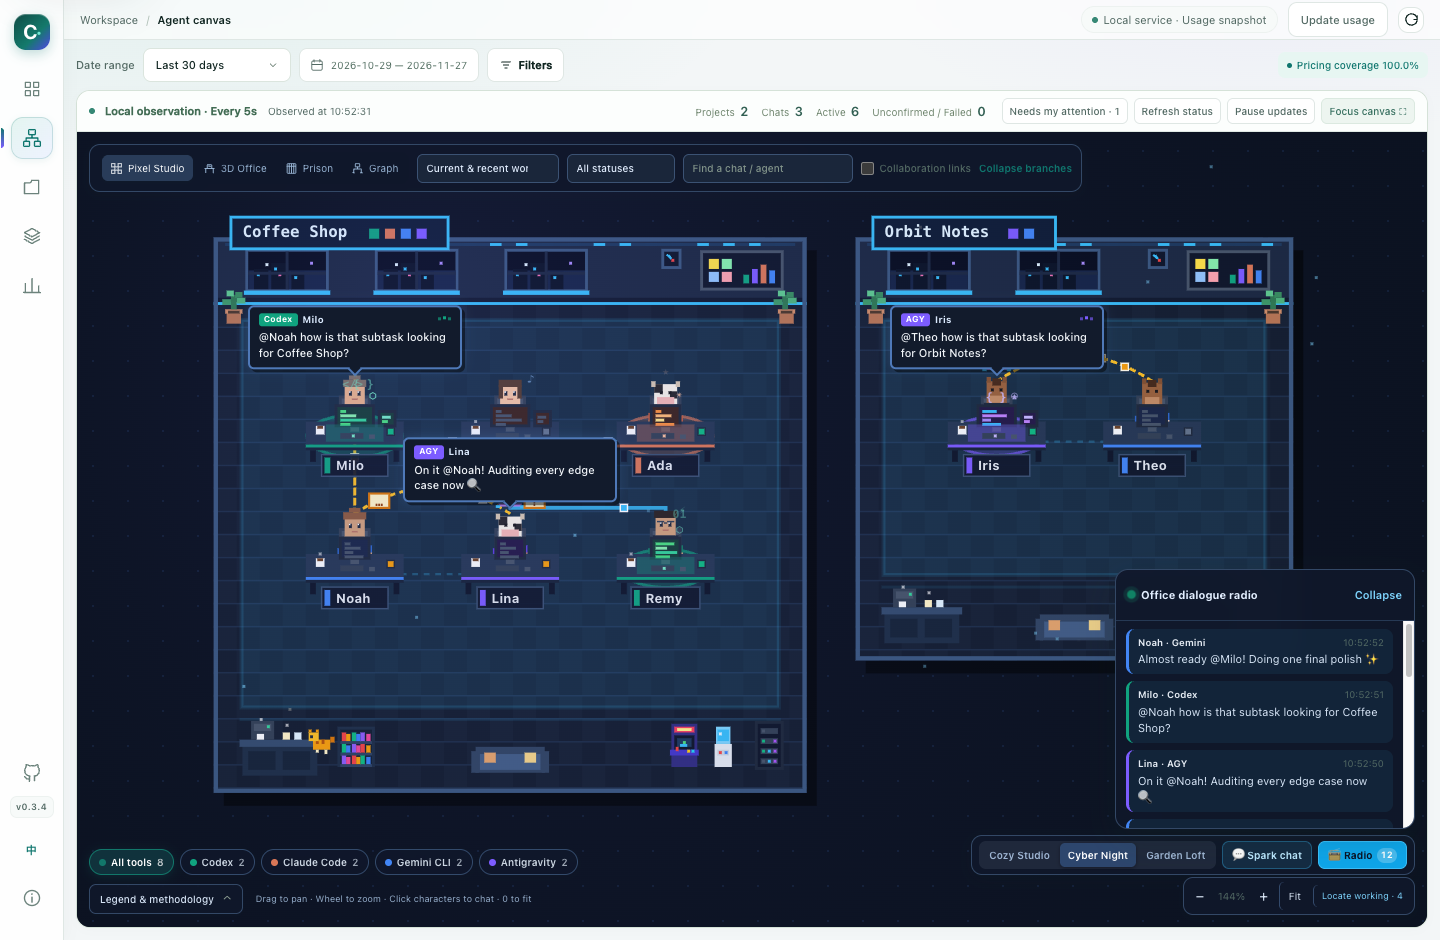 C
Workspace / Agent canvas
Local service · Usage snapshot
Update usage
Date range
Last 30 days
2026-10-29 — 2026-11-27
Filters
Pricing coverage 100.0%
Local observation · Every 5s
Observed at 10:52:31
Projects 2
Chats 3
Active 6
Unconfirmed / Failed 0
Needs my attention · 1
Refresh status
Pause updates
Focus canvas
Pixel Studio
3D Office
Prison
Graph
Current & recent wor
All statuses
Find a chat / agent
Collaboration links
Collapse branches
Coffee Shop
Orbit Notes
Codex Milo
@Noah how is that subtask looking
for Coffee Shop?
AGY Iris
@Theo how is that subtask looking
for Orbit Notes?
AGY Lina
On it @Noah! Auditing every edge
case now 🔍
Milo
Ada
Iris
Theo
01
Noah
Lina
Remy
Office dialogue radio
Collapse
Noah · Gemini
10:52:52
Almost ready @Milo! Doing one final polish ✨
Milo · Codex
10:52:51
@Noah how is that subtask looking for Coffee
Shop?
Lina · AGY
10:52:50
On it @Noah! Auditing every edge case now
🔍
v0.3.4
中
All tools 8
Codex 2
Claude Code 2
Gemini CLI 2
Antigravity 2
Cozy Studio
Cyber Night
Garden Loft
💬 Spark chat
📻 Radio 12
Legend & methodology
Drag to pan · Wheel to zoom · Click characters to chat · 0 to fit
− 144% +
Fit
Locate working · 4